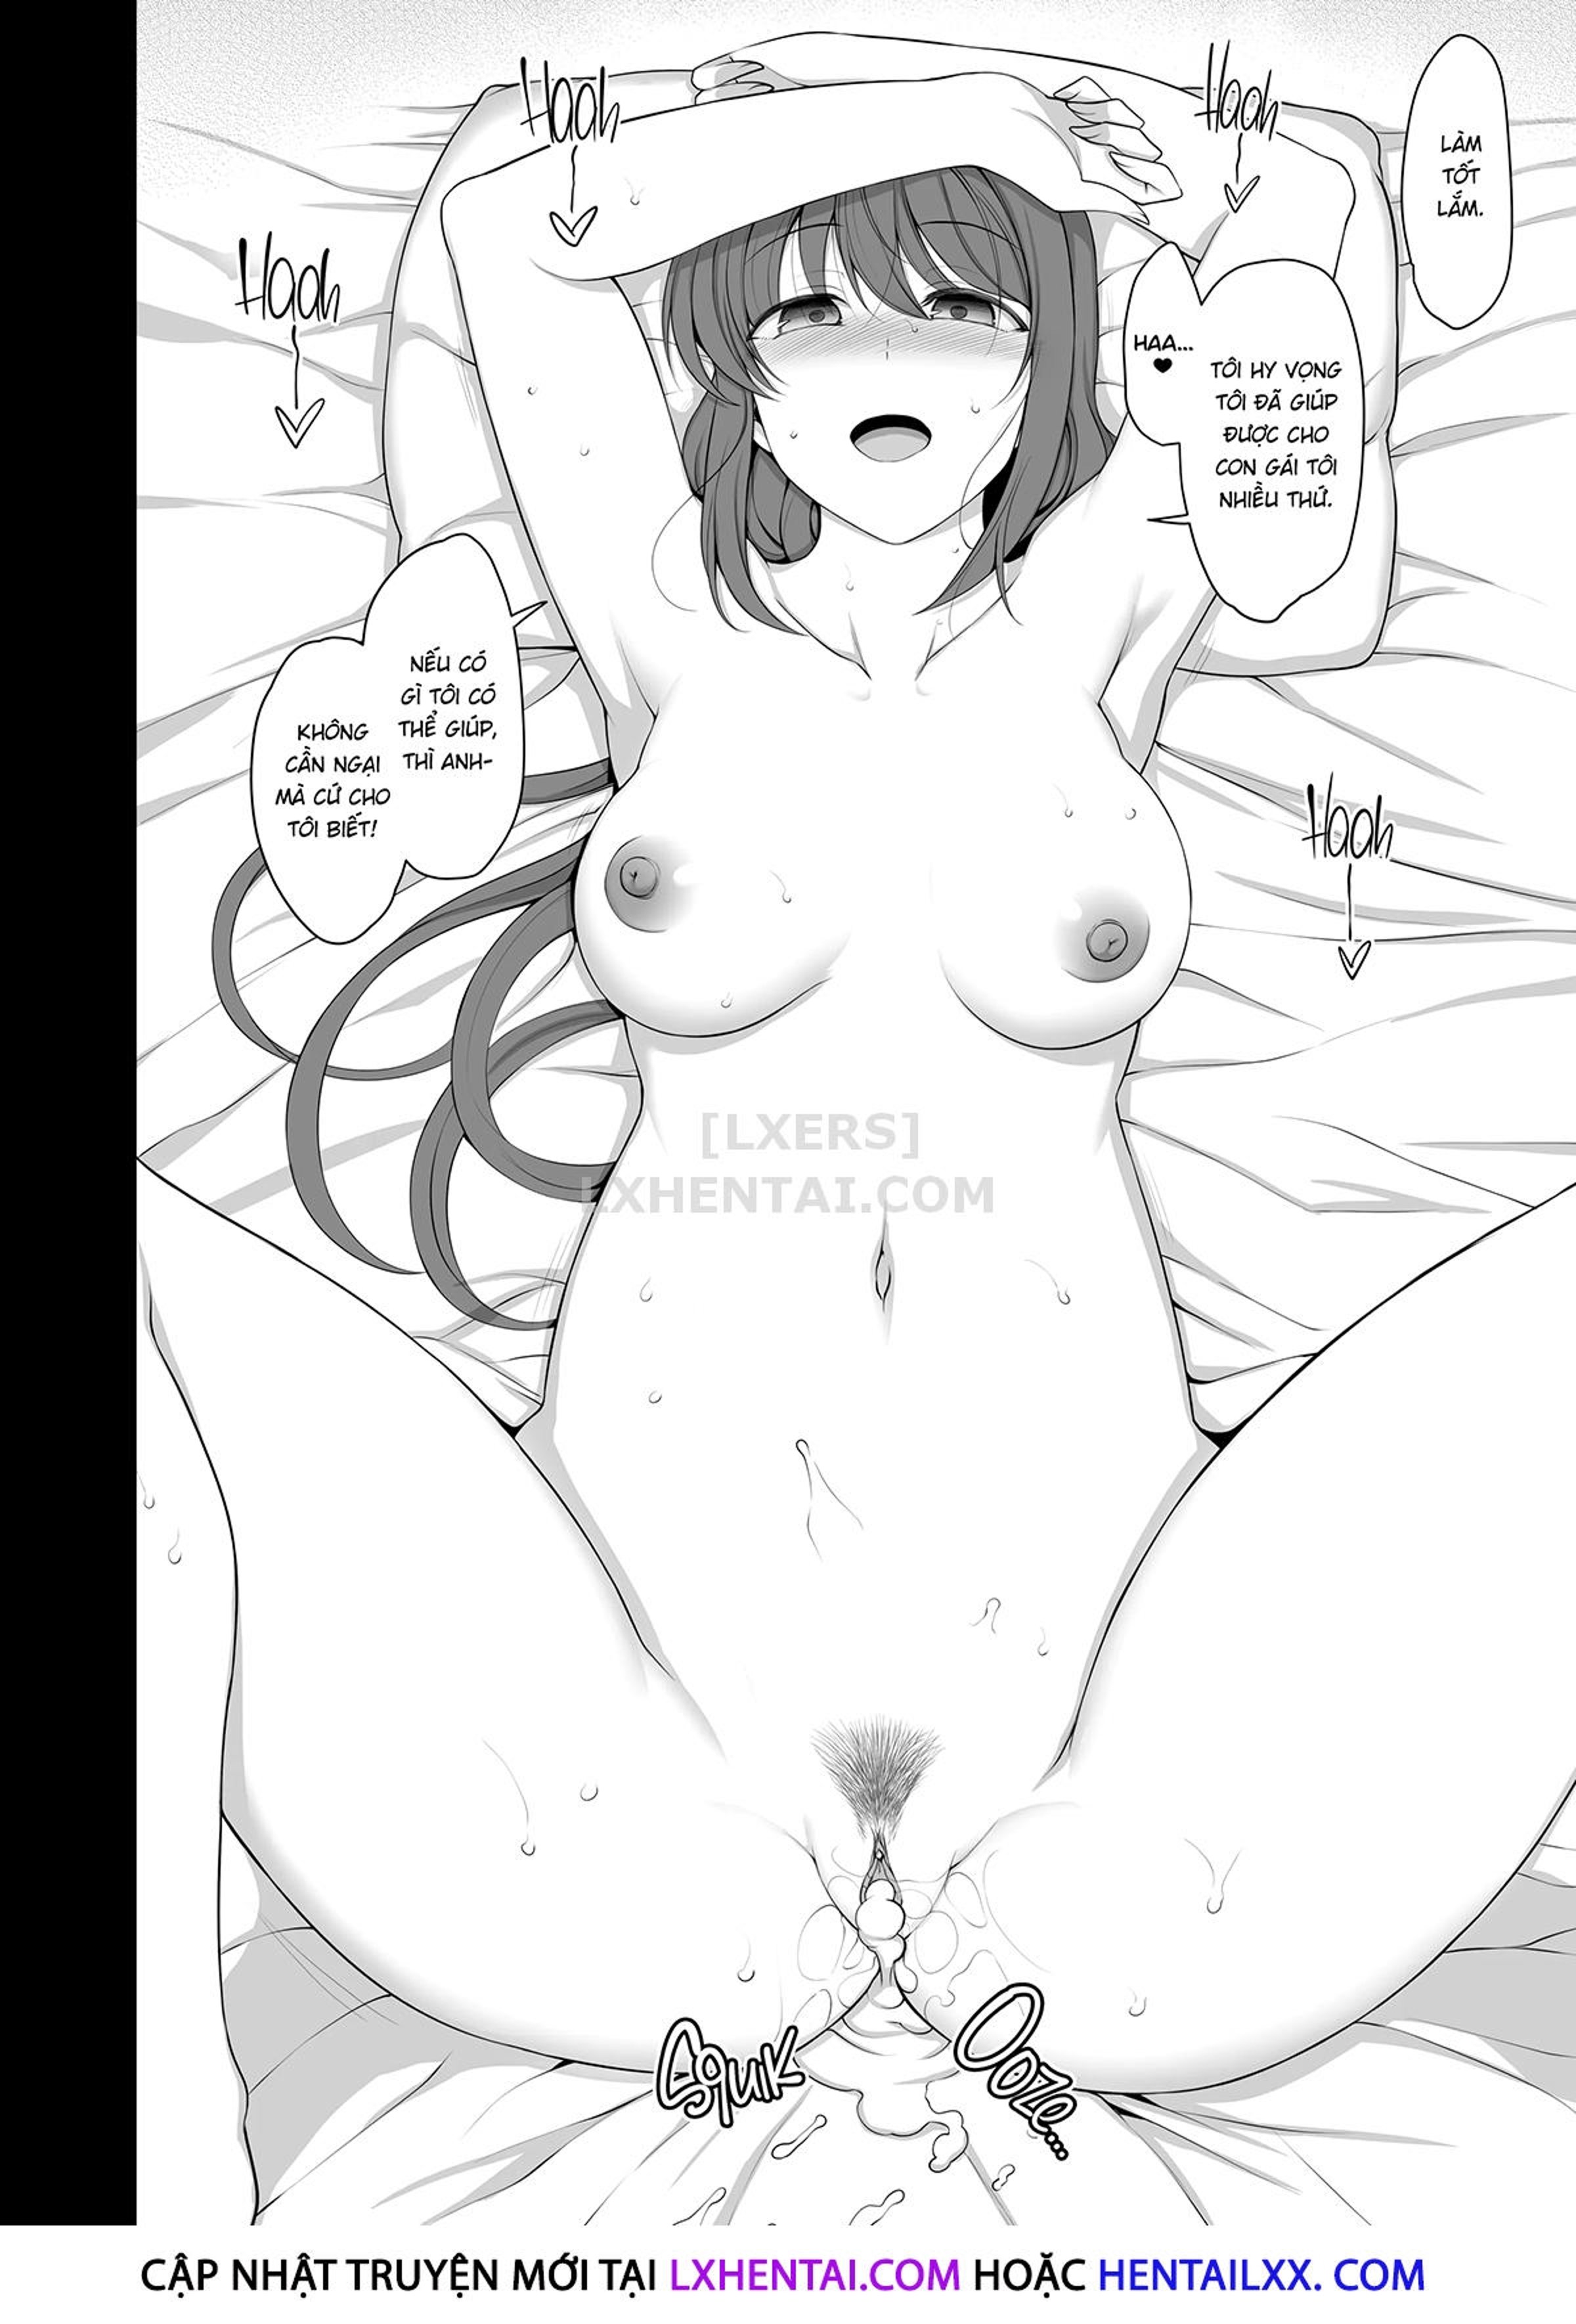 LÀM
TỐT
LẮM.
Haah
Haah
Haah
HAA...
♥
TÔI HY VỌNG
TÔI ĐÃ GIÚP
ĐƯỢC CHO
CON GÁI TÔI
NHIỀU THỨ.
NẾU CÓ
GÌ TÔI CÓ
THỂ GIÚP,
THÌ ANH-
KHÔNG
CẦN NGẠI
MÀ CỨ CHO
TÔI BIẾT!
Haah
[LXERS]
LXHENTAI.COM
Squik
Ooze...
CẬP NHẬT TRUYỆN MỚI TẠI LXHENTAI.COM HOẶC HENTAILXX. COM